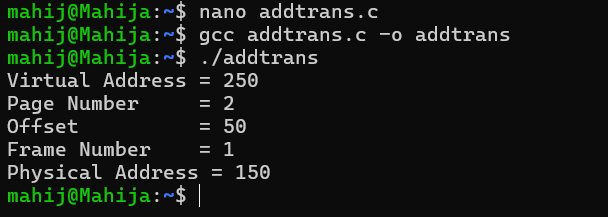 mahij@Mahija:~$ nano addtrans.c
mahij@Mahija:~$ gcc addtrans.c -o addtrans
mahij@Mahija:~$ ./addtrans
Virtual Address = 250
Page Number     = 2
Offset          = 50
Frame Number    = 1
Physical Address = 150
mahij@Mahija:~$